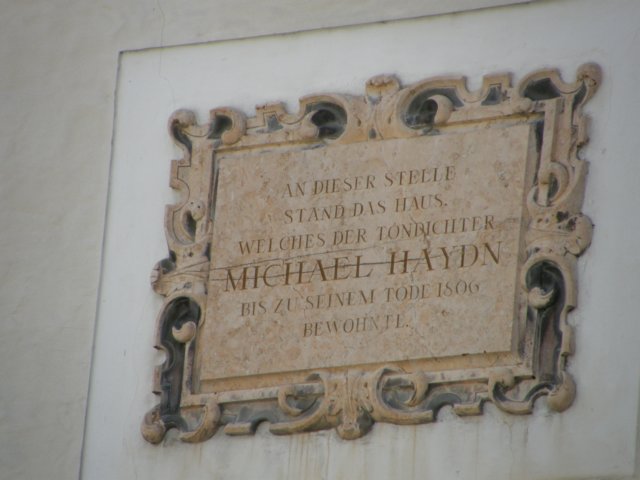 AN DIESER STELLE
STAND DAS HAUS.
WELCHES DER TONDICHTER
MICHAEL HAYDN
BIS ZU SEINEM TODE 1806
BEWOHNTE.